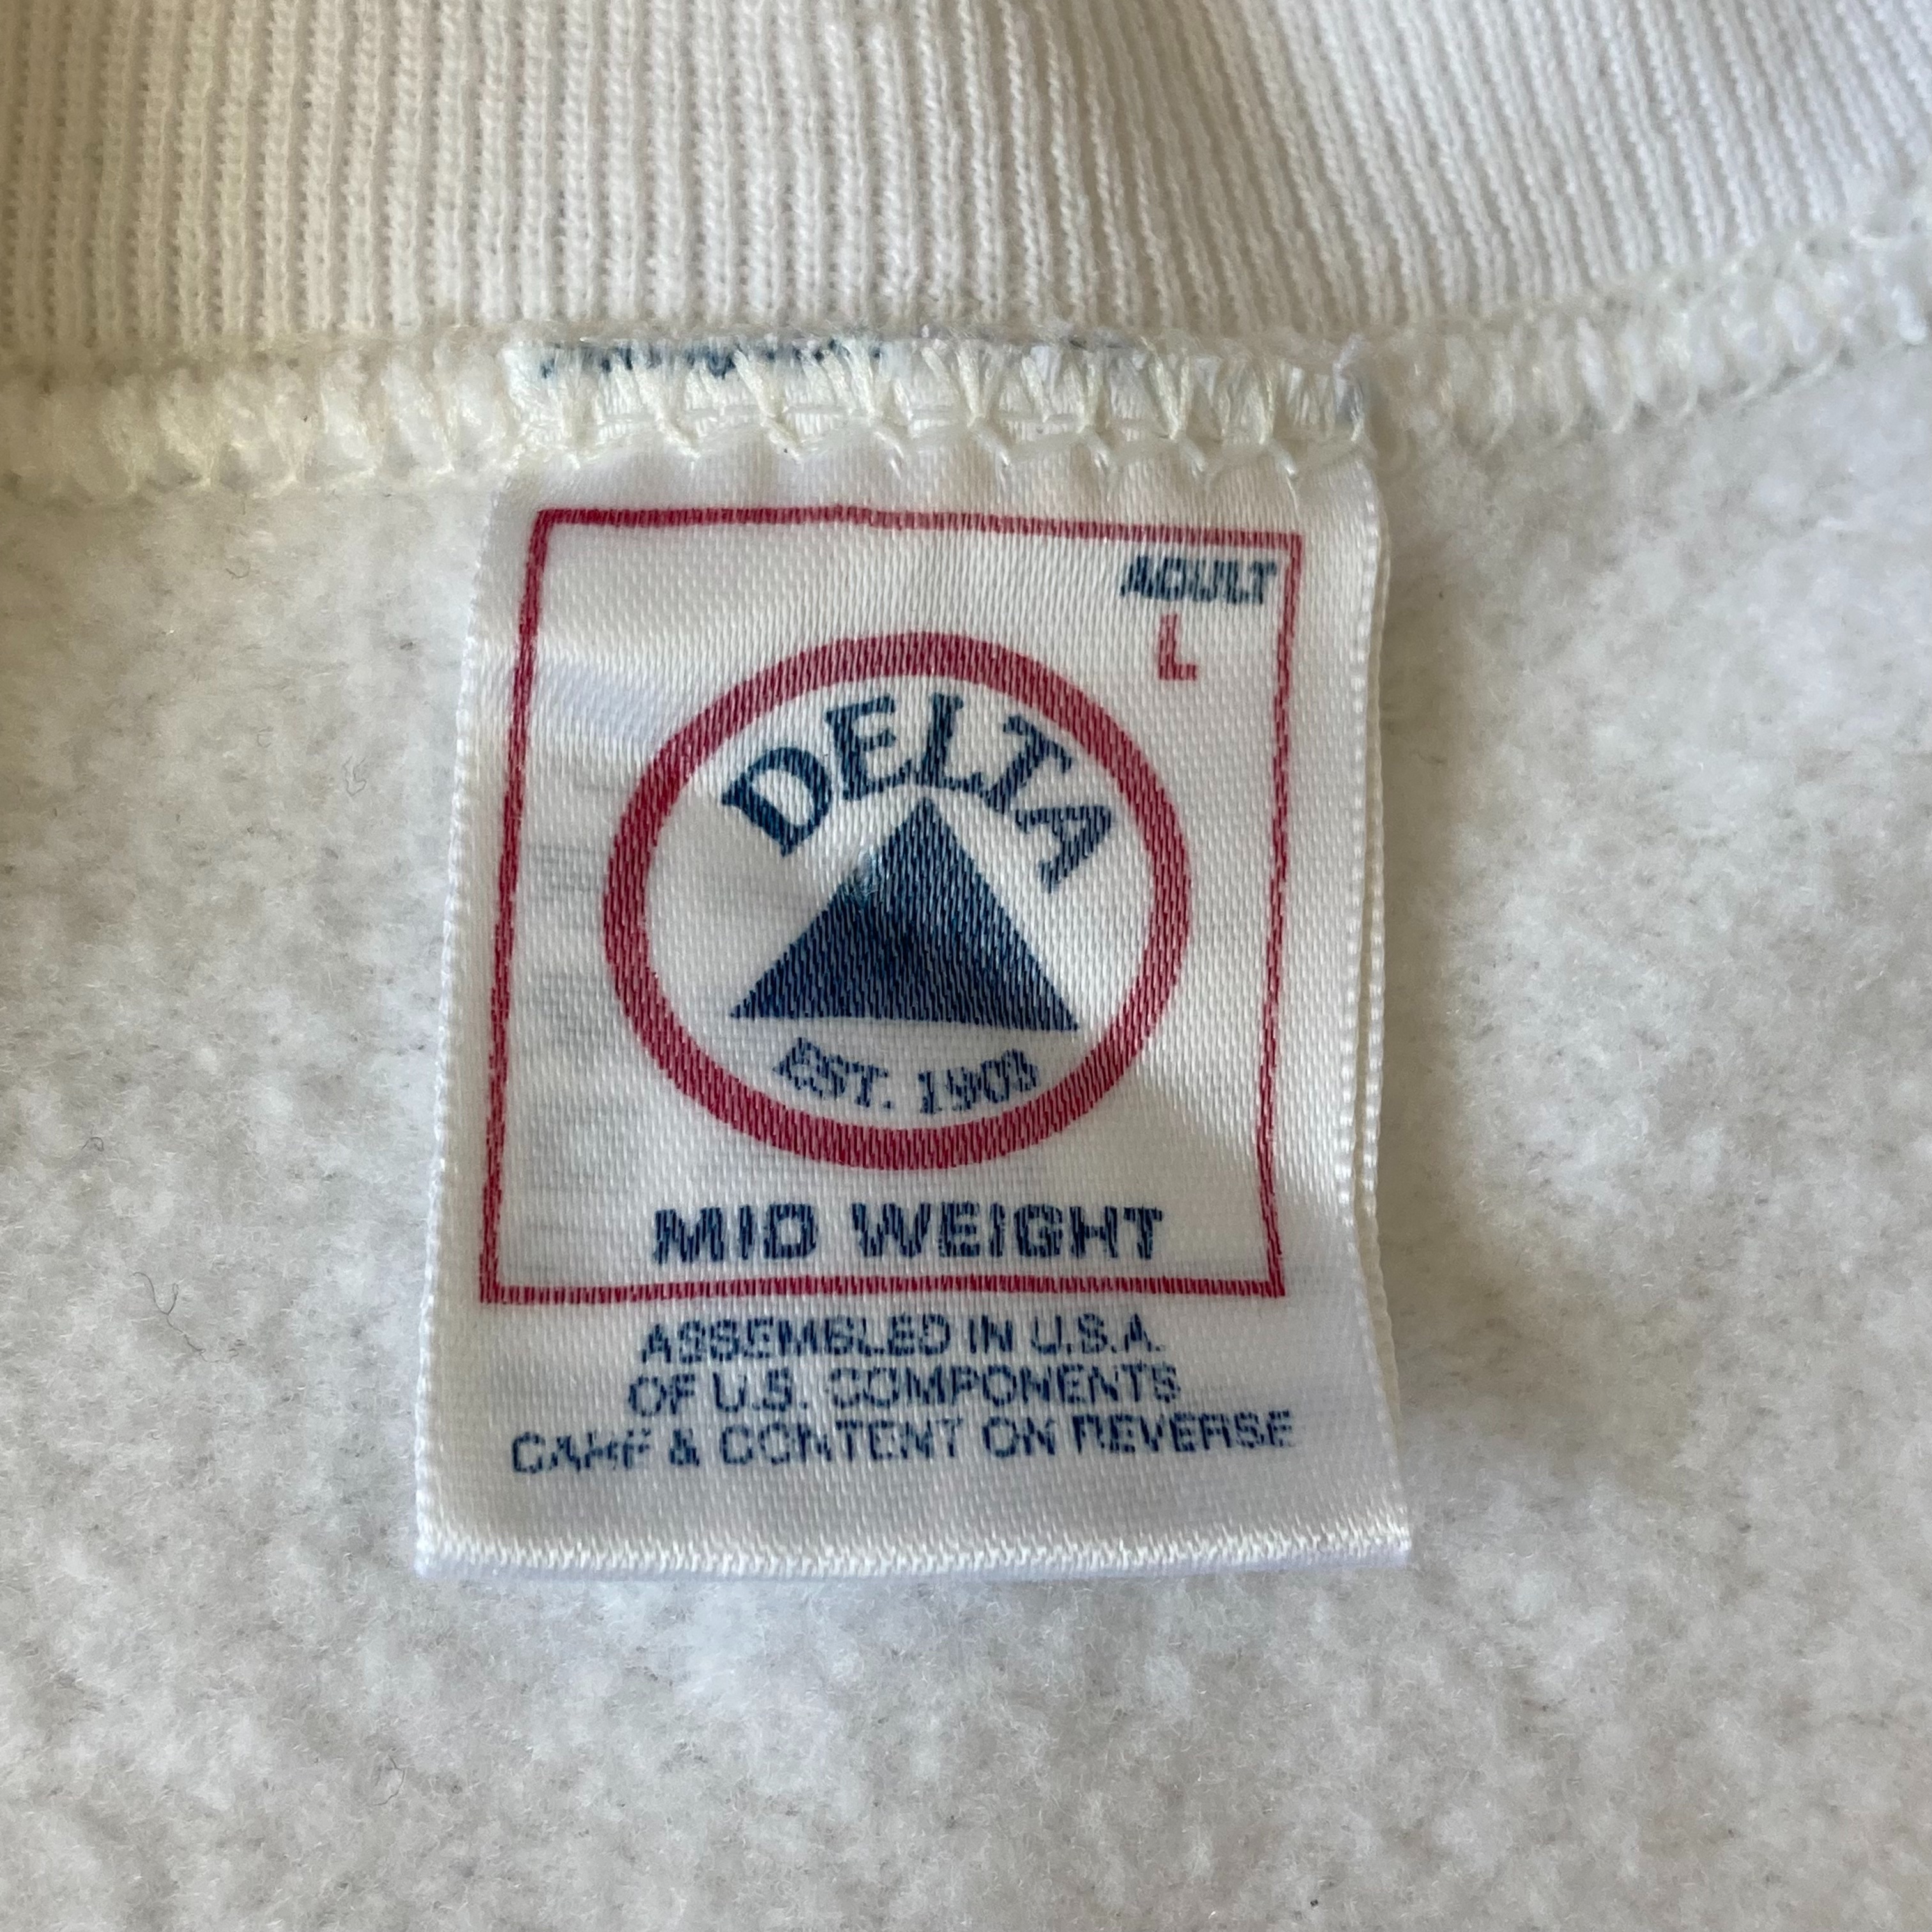 ADULT
L
DELTA
EST. 1903
MID WEIGHT
ASSEMBLED IN U.S.A.
OF U.S. COMPONENTS
CARE & CONTENT ON REVERSE